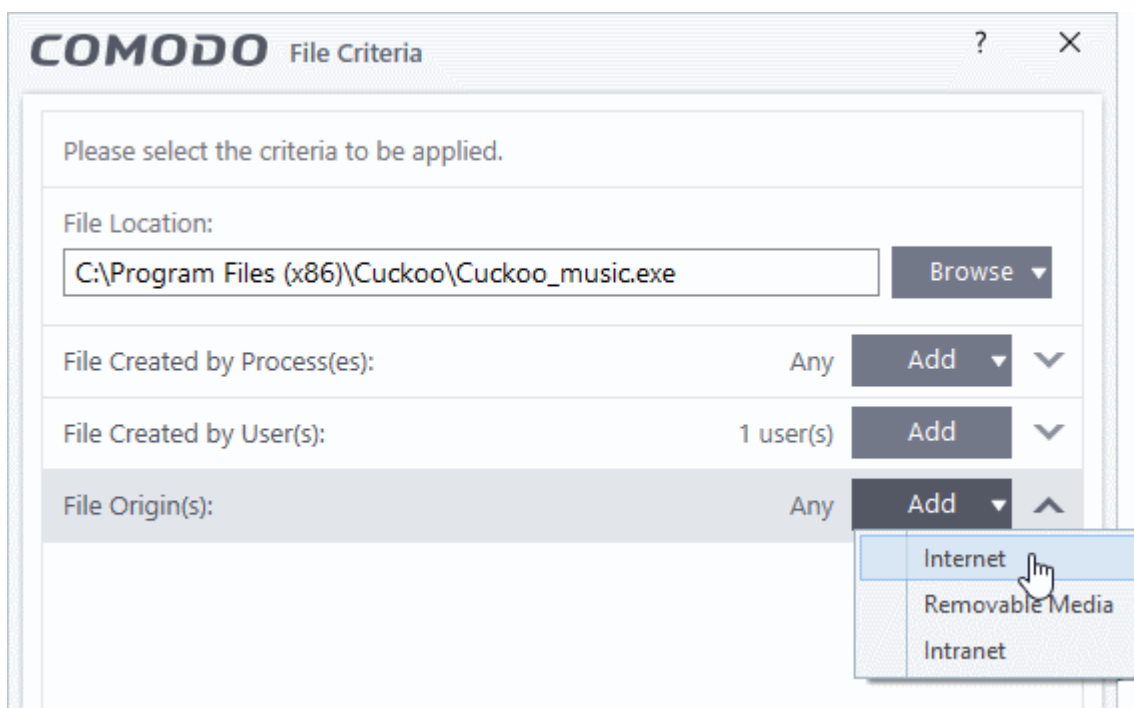 COMODO File Criteria ?
Please select the criteria to be applied.
File Location:
C:\Program Files (x86)\Cuckoo\Cuckoo_music.exe Browse
File Created by Process(es): Any Add
File Created by User(s): 1 user(s) Add
File Origin(s): Any Add
Internet
Removable Media
Intranet